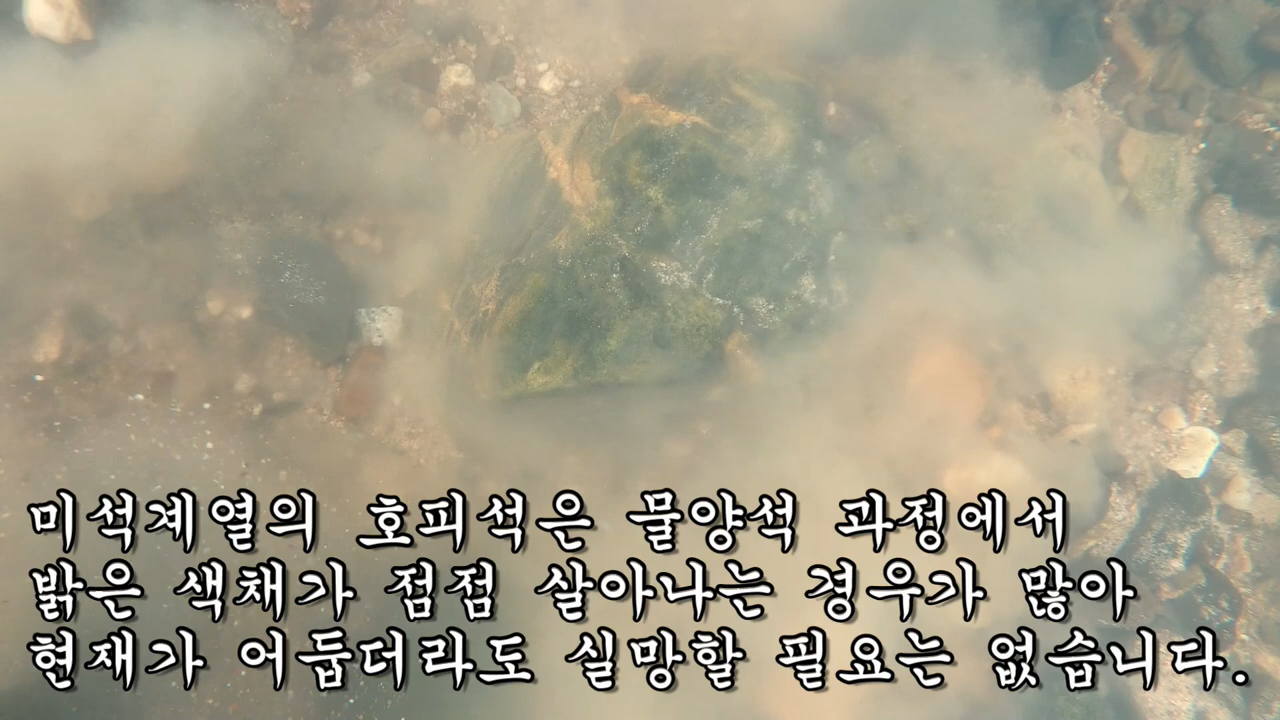 미석계열의 호피석은 물양석 과정에서
밝은 색채가 점점 살아나는 경우가 많아
현재가 어둡더라도 실망할 필요는 없습니다.